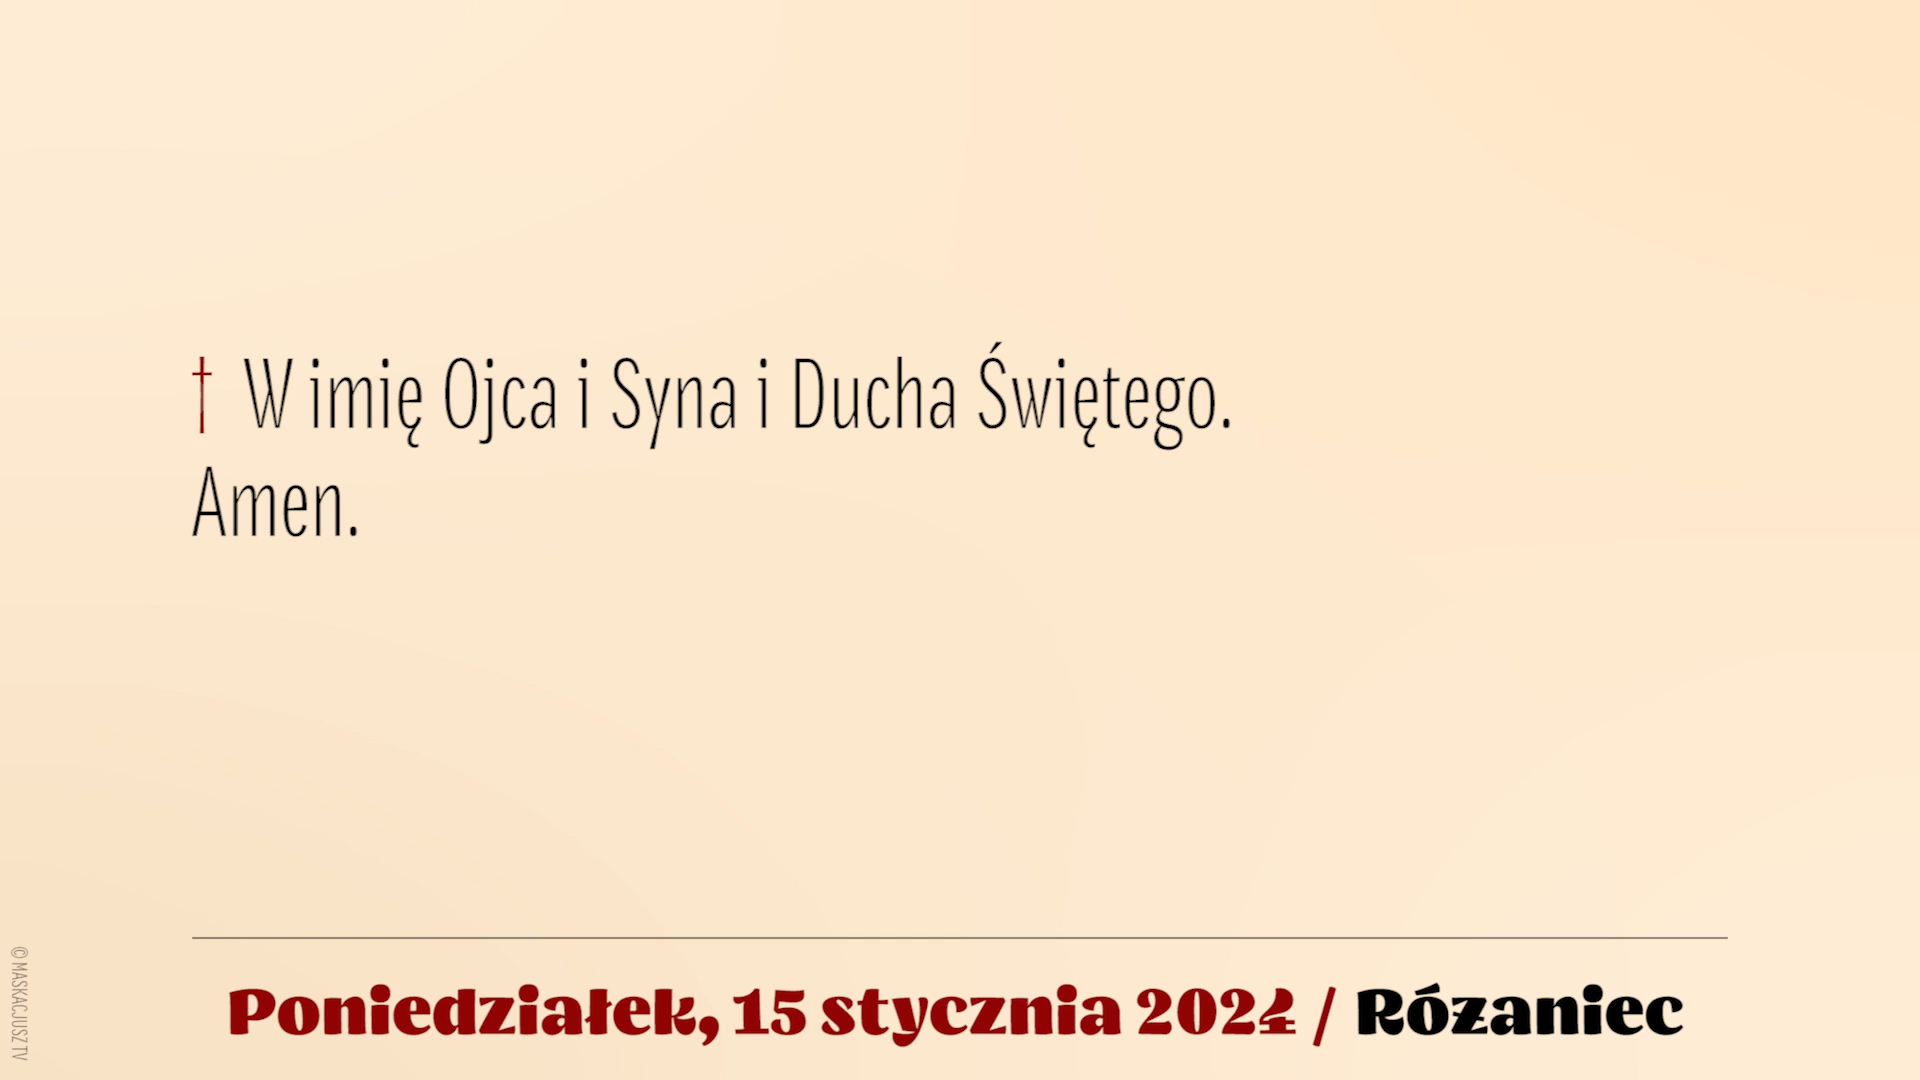 † W imię Ojca i Syna i Ducha Świętego.
Amen.
Poniedziałek, 15 stycznia 2024 / Różaniec
© MASKACJUSZ TV